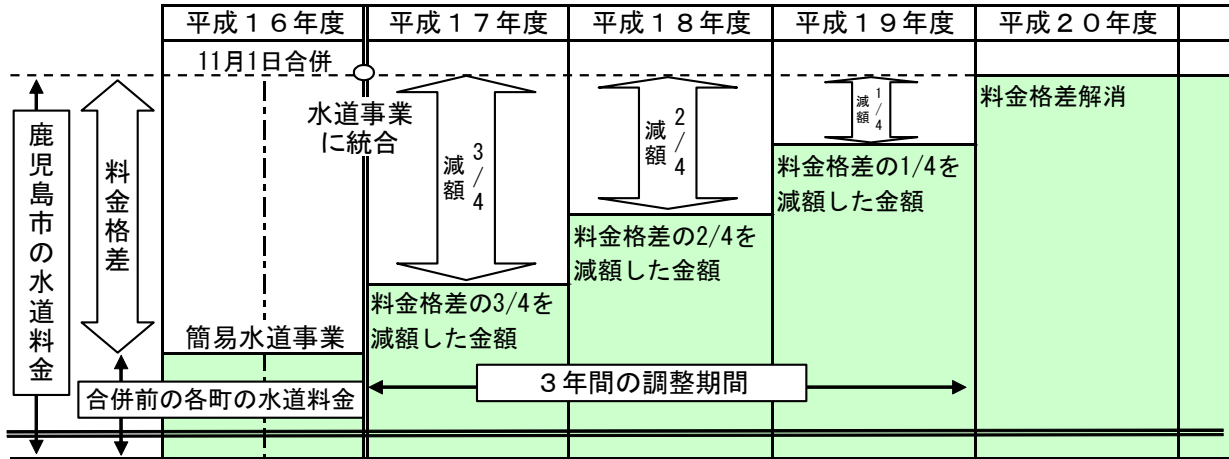 平成１６年度
平成１７年度
平成１８年度
平成１９年度
平成２０年度
11月1日合併
水道事業
に統合
鹿児島市の水道料金
料金格差
減額
3/4
減額
2/4
減額
1/4
料金格差解消
料金格差の1/4を
減額した金額
料金格差の2/4を
減額した金額
料金格差の3/4を
減額した金額
簡易水道事業
合併前の各町の水道料金
３年間の調整期間